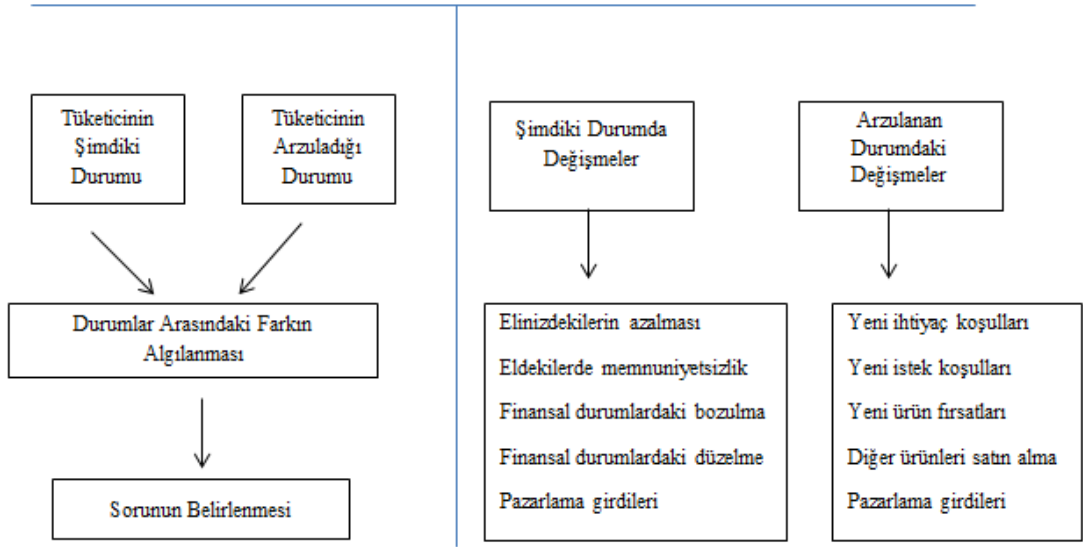 Tüketicinin
Şimdiki
Durumu
Tüketicinin
Arzuladığı
Durumu
Durumlar Arasındaki Farkın
Algılanması
Sorunun Belirlenmesi
Şimdiki Durumda
Değişmeler
Arzulanan
Durumdaki
Değişmeler
Elinizdekilerin azalması
Eldekilerde memnuniyetsizlik
Finansal durumlardaki bozulma
Finansal durumlardaki düzelme
Pazarlama girdileri
Yeni ihtiyaç koşulları
Yeni istek koşulları
Yeni ürün fırsatları
Diğer ürünleri satın alma
Pazarlama girdileri